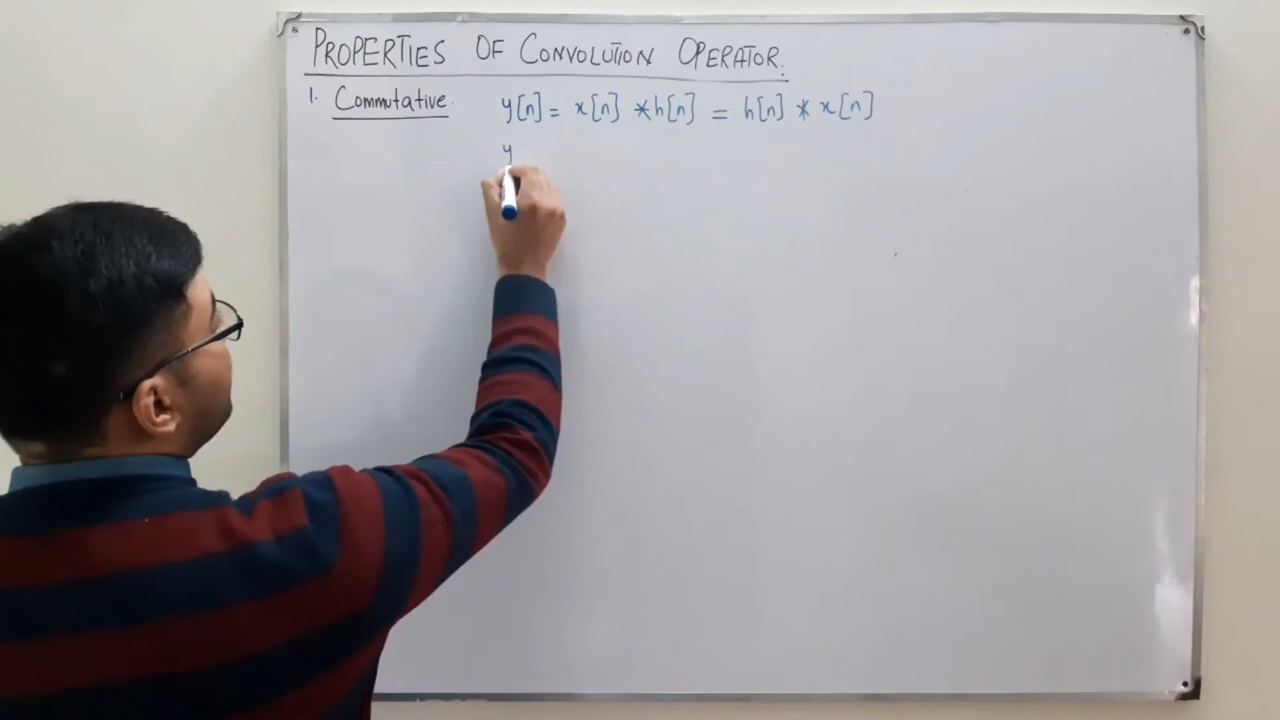 PROPERTIES OF CONVOLUTION OPERATOR.
1. Commutative. y[n] = x[n] * h[n] = h[n] * x[n]
y